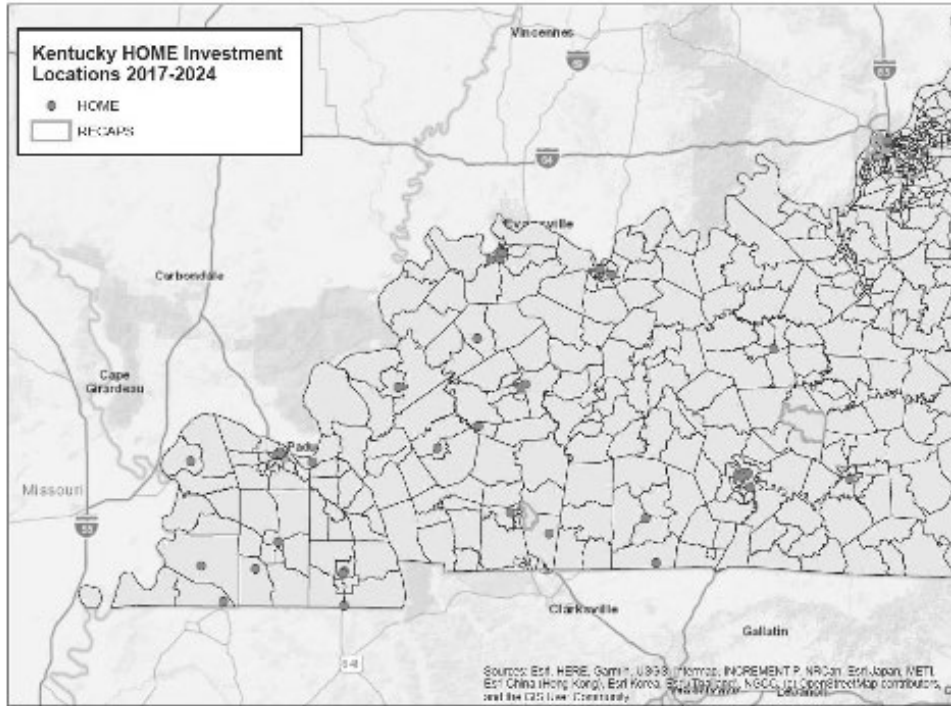 Kentucky HOME Investment
Locations 2017-2024
HOME
RECAPS
Vincennes
64
Evansville
Carbondale
Cape
Girardeau
Missouri
Clarksville
Gallatin
Sources: Esri, HERE, Garmin, USGS, Intermap, INCREMENT P, NRCan, Esri Japan, METI,
Esri China (Hong Kong), Esri Korea, Esri (Thailand), NGCC, (c) OpenStreetMap contributors,
and the GIS User Community